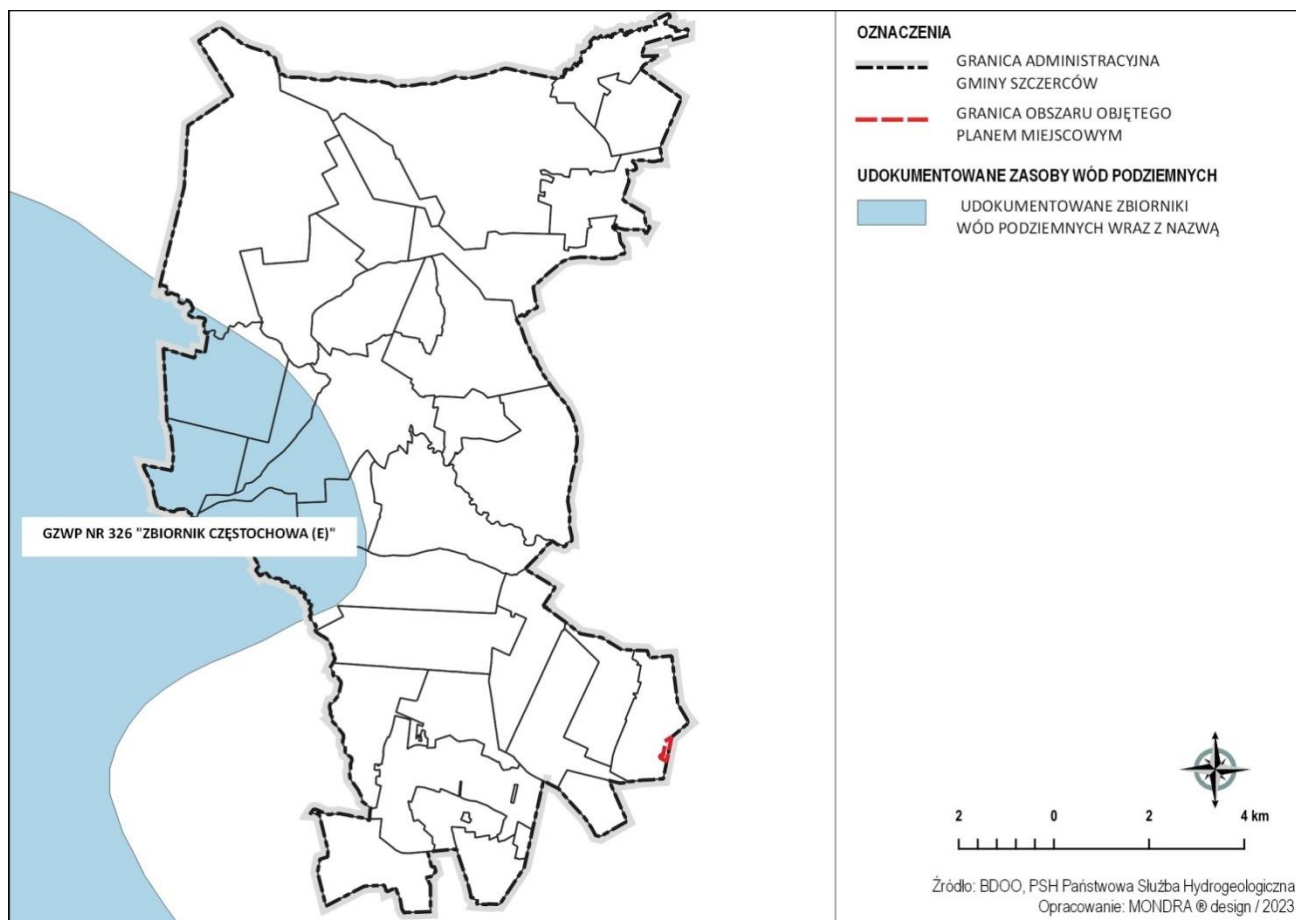 OZNACZENIA
GRANICA ADMINISTRACYJNA
GMINY SZCZERCÓW
GRANICA OBSZARU OBJĘTEGO
PLANEM MIEJSCOWYM
UDOKUMENTOWANE ZASOBY WÓD PODZIEMNYCH
UDOKUMENTOWANE ZBIORNIKI
WÓD PODZIEMNYCH WRAZ Z NAZWĄ
GZWP NR 326 "ZBIORNIK CZĘSTOCHOWA (E)"
2 0 2 4 km
Źródło: BDOO, PSH Państwowa Służba Hydrogeologiczna
Opracowanie: MONDRA ® design / 2023